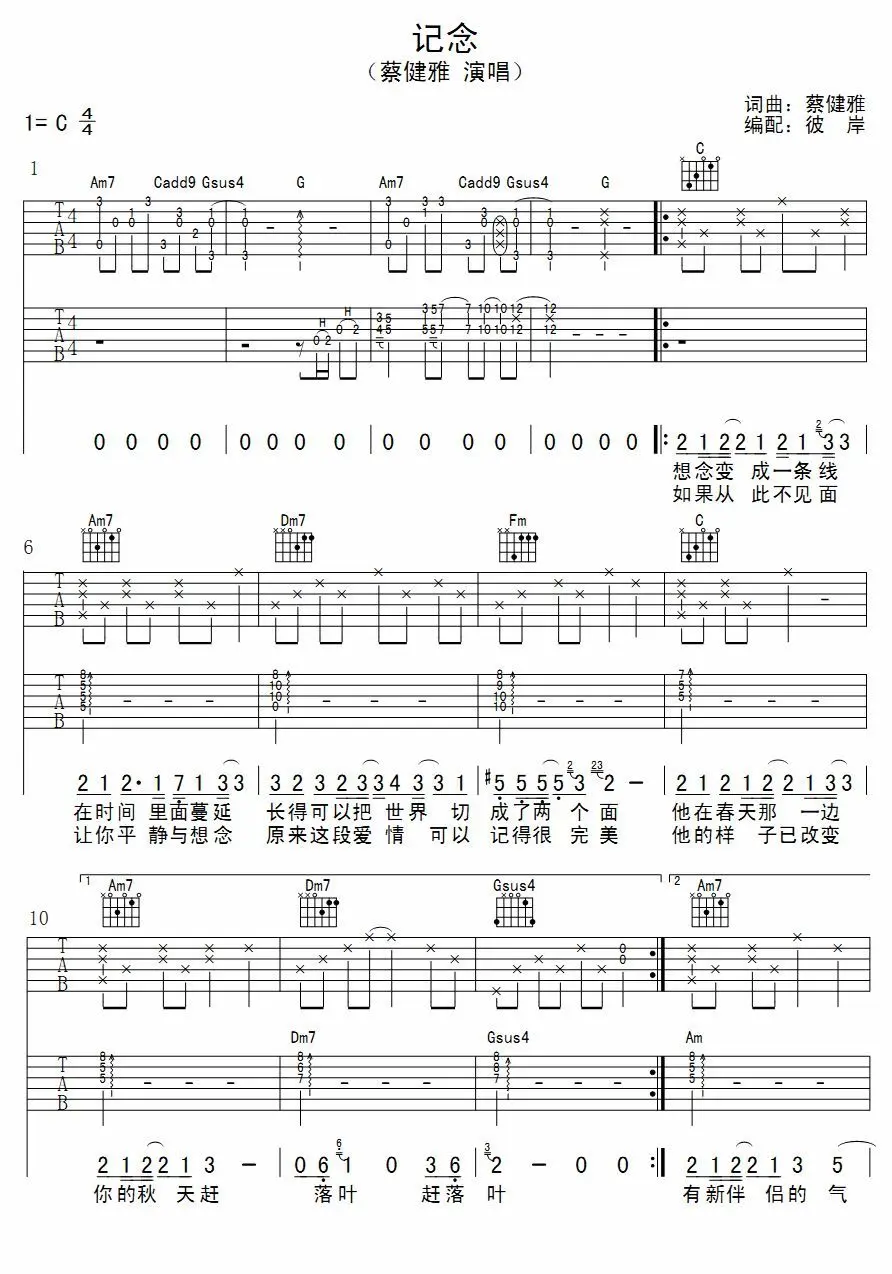 记念
（蔡健雅 演唱）
词曲：蔡健雅
编配：彼 岸
1= C 4/4
C
1
Am7 Cadd9 Gsus4 G Am7 Cadd9 Gsus4 G
H H
0 0 0 0 0 0 0 0 0 0 0 0 0 0 0 0 2 1 2 2 1 2 1 3 3
想念变 成一条线
如果从 此不见面
Am7 Dm7 Fm C
6
2 1 2· 1 7 1 3 3 3 2 3 2 3 3 4 3 3 1 #5 5 5 5 3 2 - 2 1 2 1 2 2 1 3 3
在时间 里面蔓延 长得可以把 世界 切 成了两 个 面 他在春天那 一边
让你平 静与想念 原来这段爱 情 可以 记得很 完 美 他的样 子已改变
1 2
Am7 Dm7 Gsus4 Am7
10
Dm7 Gsus4 Am
2 1 2 2 1 3 - 0 6 1 0 3 6 2 - 0 0 2 1 2 2 1 3 5
你的秋 天赶 落叶 赶落 叶 有新伴 侣的 气